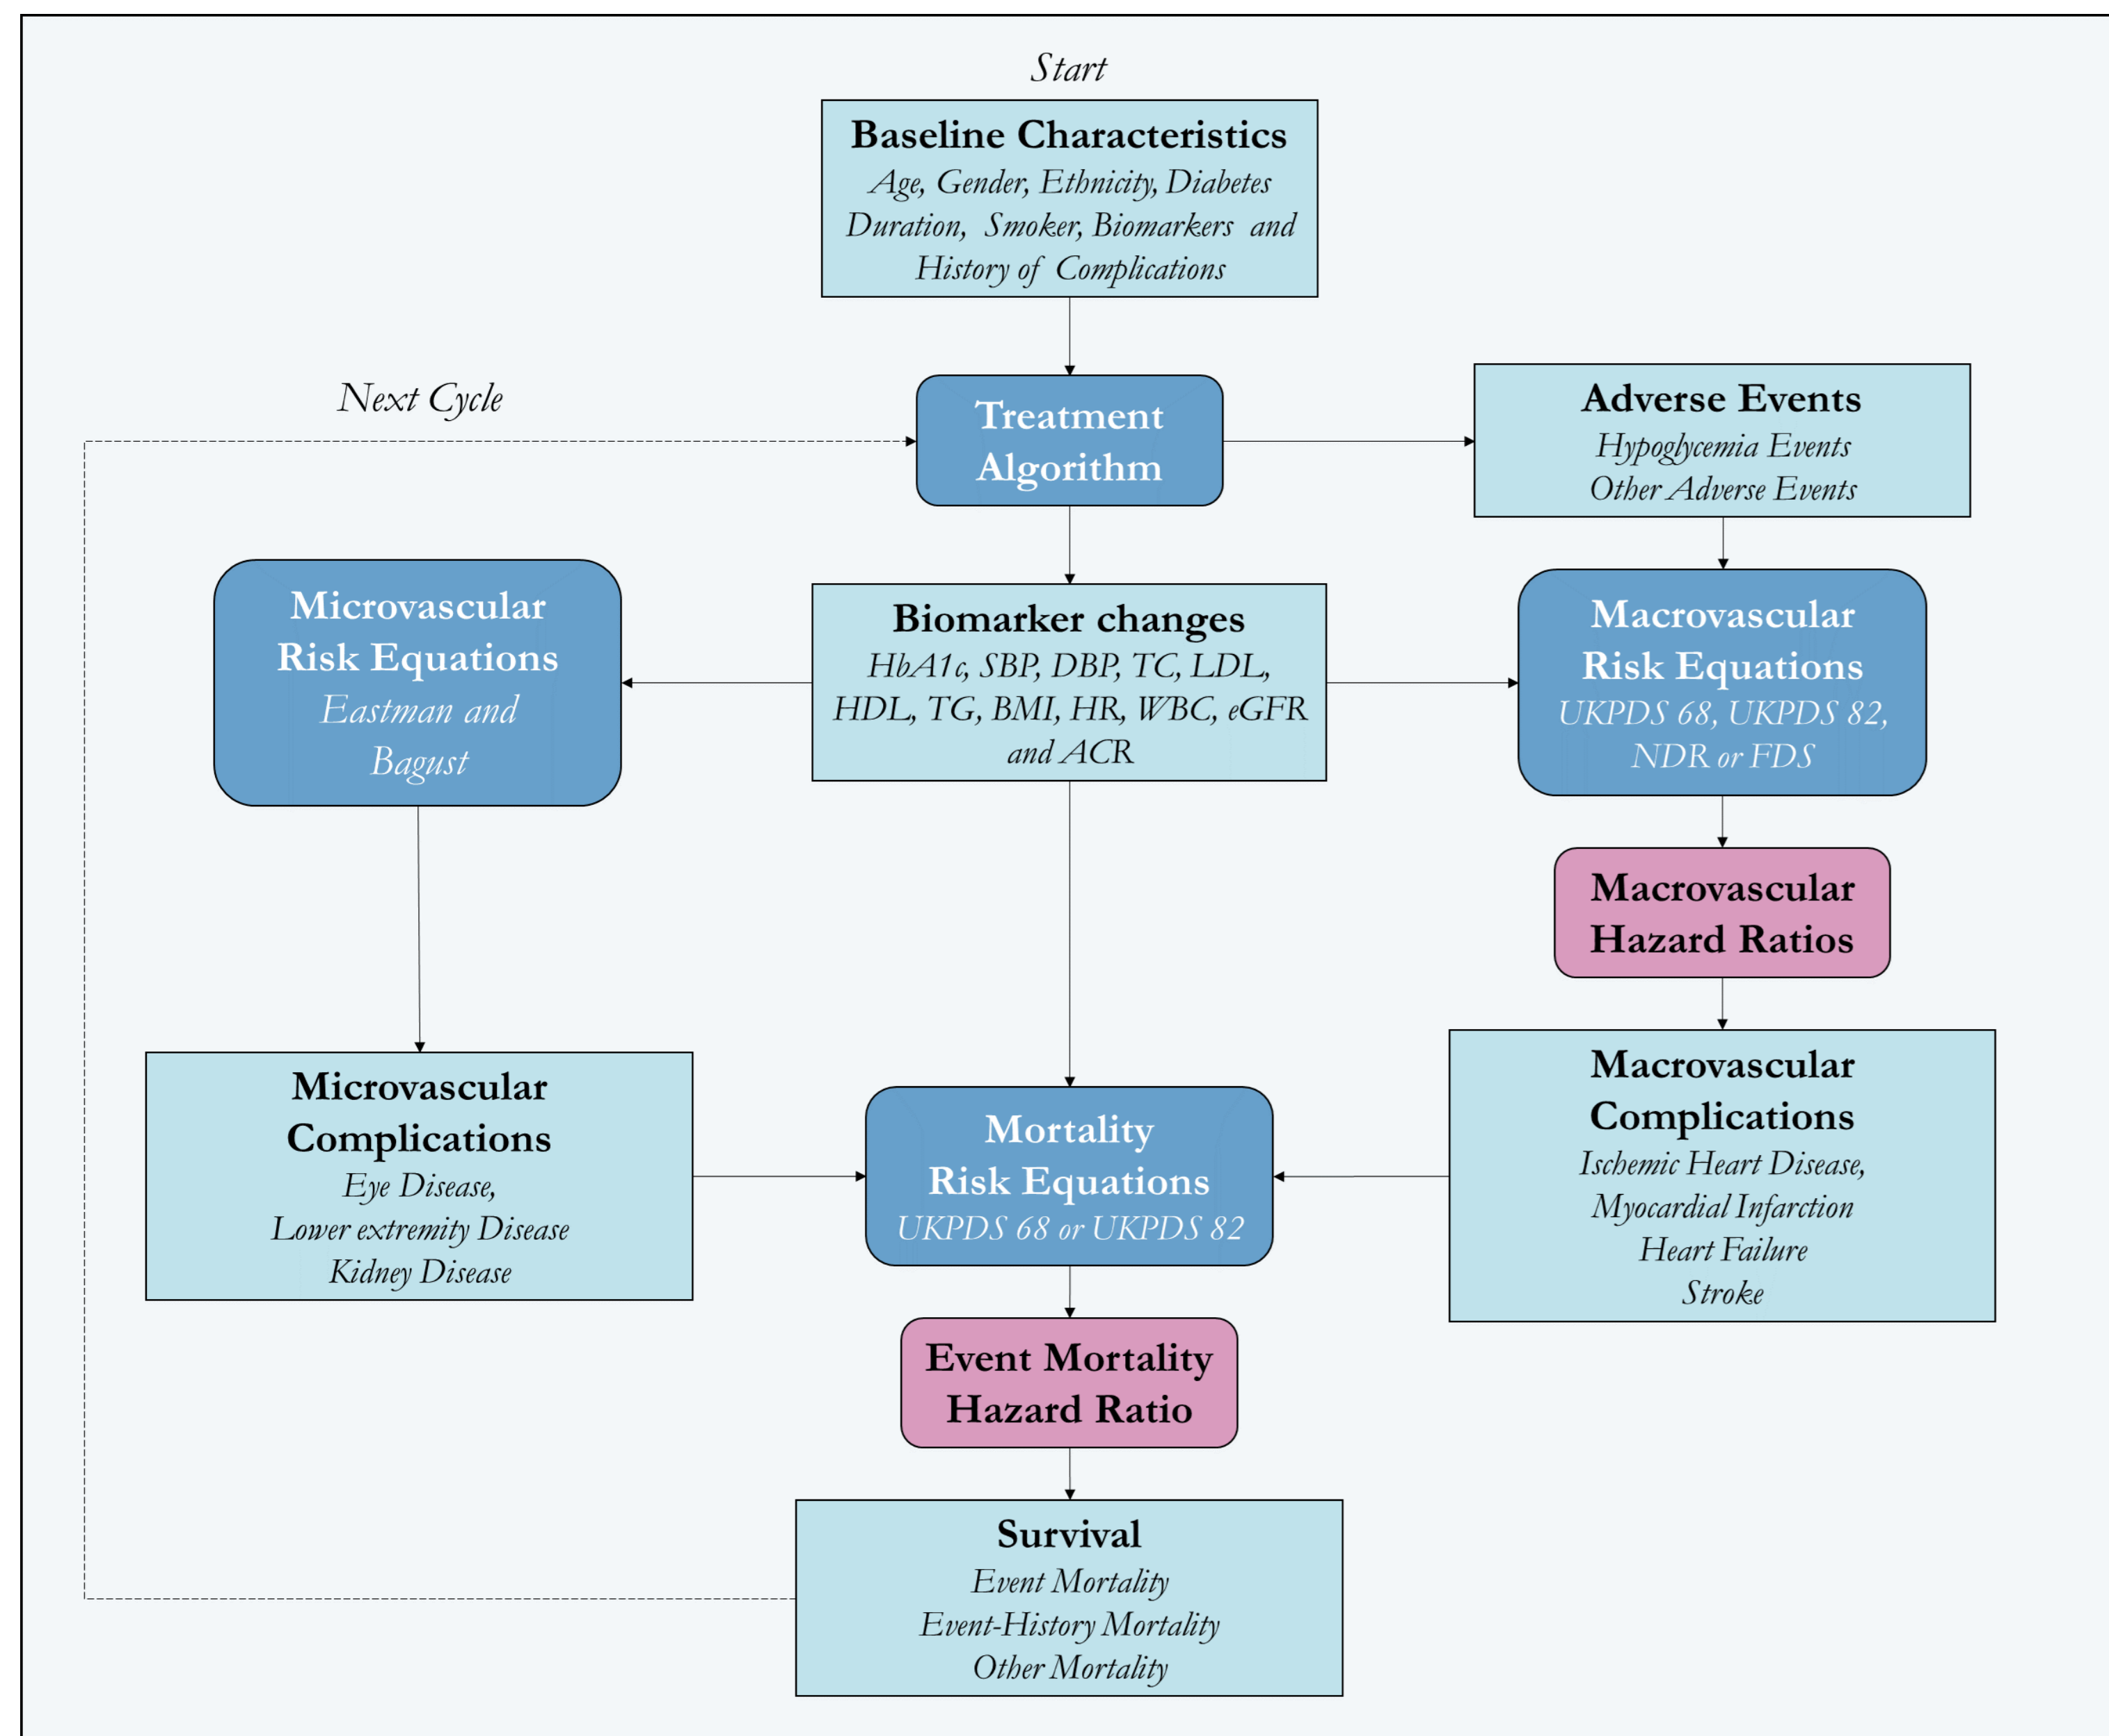 Start
Baseline Characteristics
Age, Gender, Ethnicity, Diabetes
Duration, Smoker, Biomarkers and
History of Complications
Next Cycle
Treatment
Algorithm
Adverse Events
Hypoglycemia Events
Other Adverse Events
Microvascular
Risk Equations
Eastman and
Bagust
Biomarker changes
HbA1c, SBP, DBP, TC, LDL,
HDL, TG, BMI, HR, WBC, eGFR
and ACR
Macrovascular
Risk Equations
UKPDS 68, UKPDS 82,
NDR or FDS
Macrovascular
Hazard Ratios
Microvascular
Complications
Eye Disease,
Lower extremity Disease
Kidney Disease
Mortality
Risk Equations
UKPDS 68 or UKPDS 82
Macrovascular
Complications
Ischemic Heart Disease,
Myocardial Infarction
Heart Failure
Stroke
Event Mortality
Hazard Ratio
Survival
Event Mortality
Event-History Mortality
Other Mortality